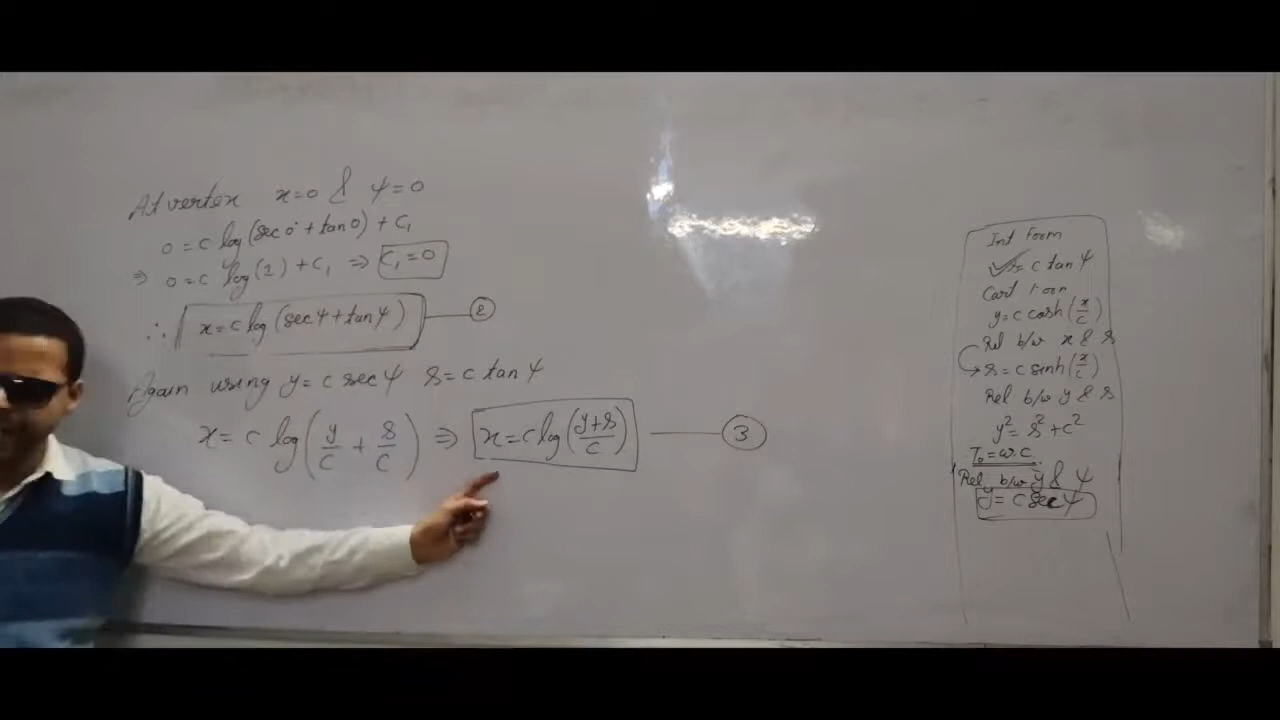 At vertex x=0 & ψ=0
0 = c log(sec 0 + tan 0) + c₁
⇒ 0 = c log(1) + c₁ ⇒ c₁=0
∴ x = c log(sec ψ + tan ψ) — 2
Again using y = c sec ψ s = c tan ψ
x = c log(y/c + s/c) ⇒ x = c log((y+s)/c) — 3
Int Form
s = c tan ψ
Cart Form
y = c cosh(x/c)
Rel b/w x & s
→ s = c sinh(x/c)
Rel b/w y & s
y² = s² + c²
T₀ = w.c
Rel b/w y & ψ
y = c sec ψ